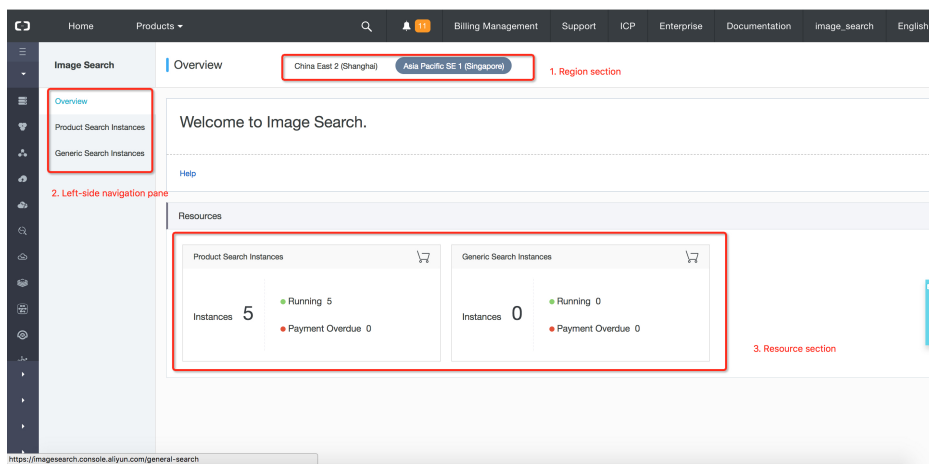 Home Products 11 Billing Management Support ICP Enterprise Documentation image_search English
Image Search
Overview China East 2 (Shanghai) Asia Pacific SE 1 (Singapore)
1. Region section
Overview
Product Search Instances
Generic Search Instances
2. Left-side navigation pane
Welcome to Image Search.
Help
Resources
Product Search Instances
Instances 5
Running 5
Payment Overdue 0
Generic Search Instances
Instances 0
Running 0
Payment Overdue 0
3. Resource section
https://imagesearch.console.aliyun.com/general-search